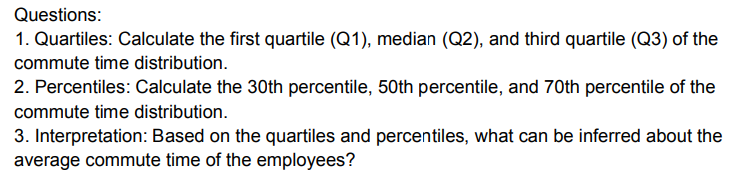 Questions:
1. Quartiles: Calculate the first quartile (Q1), median (Q2), and third quartile (Q3) of the
commute time distribution.
2. Percentiles: Calculate the 30th percentile, 50th percentile, and 70th percentile of the
commute time distribution.
3. Interpretation: Based on the quartiles and percentiles, what can be inferred about the
average commute time of the employees?